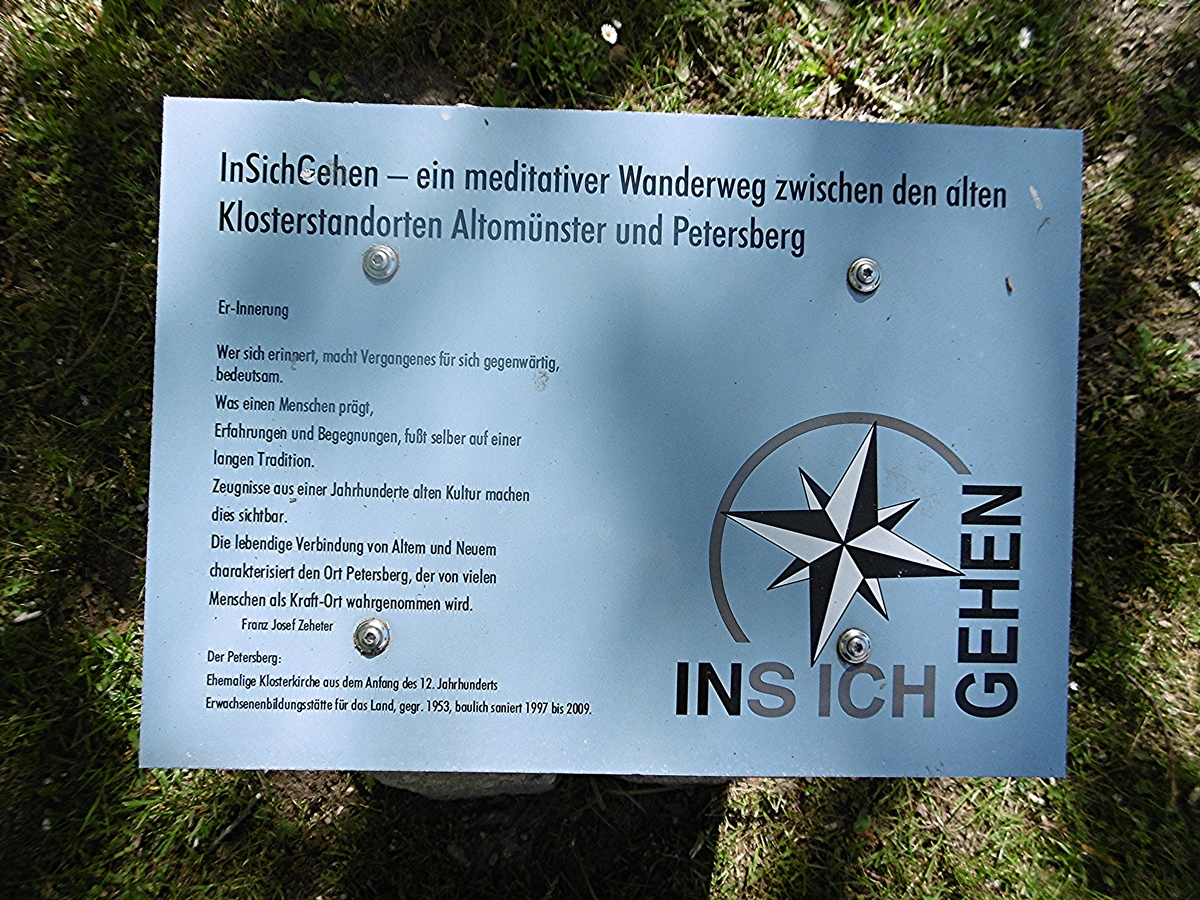 InSichGehen – ein meditativer Wanderweg zwischen den alten
Klosterstandorten Altomünster und Petersberg
Er-Innerung
Wer sich erinnert, macht Vergangenes für sich gegenwärtig,
bedeutsam.
Was einen Menschen prägt,
Erfahrungen und Begegnungen, fußt selber auf einer
langen Tradition.
Zeugnisse aus einer Jahrhunderte alten Kultur machen
dies sichtbar.
Die lebendige Verbindung von Altem und Neuem
charakterisiert den Ort Petersberg, der von vielen
Menschen als Kraft-Ort wahrgenommen wird.
Franz Josef Zeheter
Der Petersberg:
Ehemalige Klosterkirche aus dem Anfang des 12. Jahrhunderts
Erwachsenenbildungsstätte für das Land, gegr. 1953, baulich saniert 1997 bis 2009.
INS ICH
GEHEN